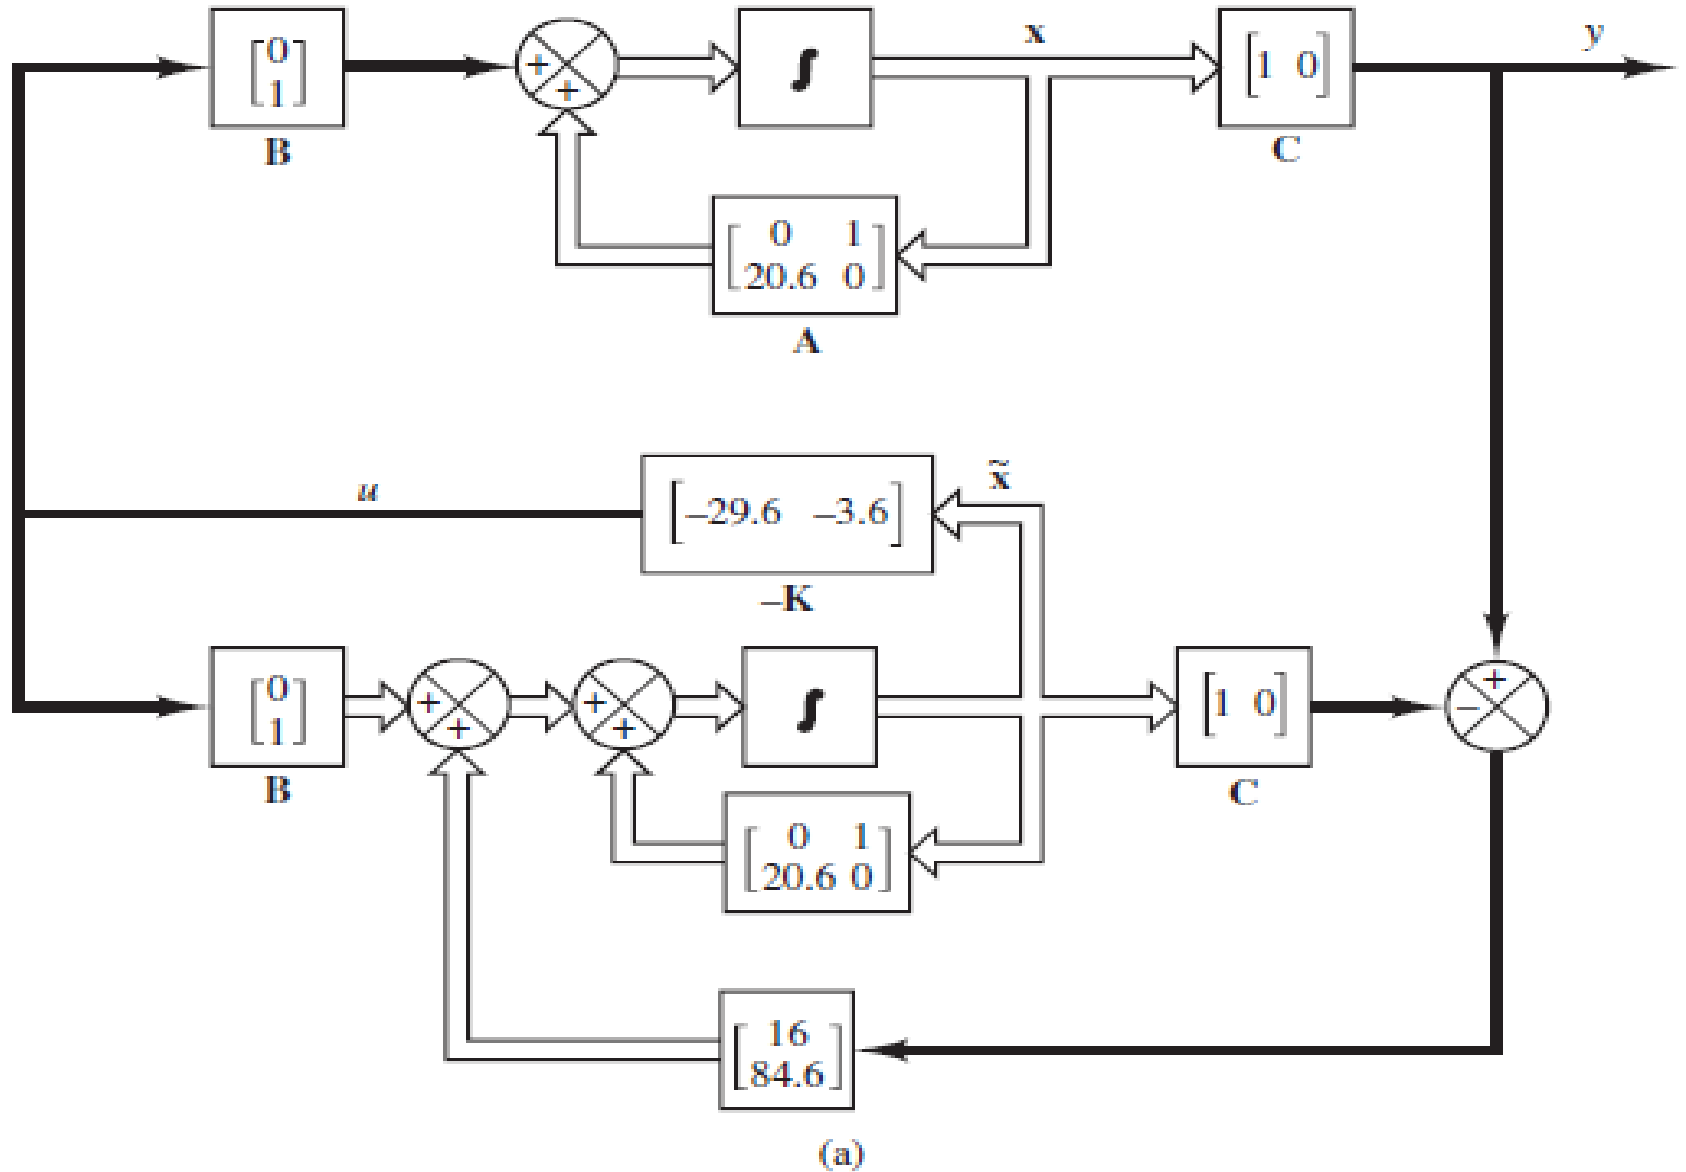 x
y
[0
1]
+
+
∫
[1 0]
B
C
[0 1
20.6 0]
A
x̃
u
[–29.6 –3.6]
–K
[0
1]
+
+
+
+
∫
[1 0]
+
–
B
C
[0 1
20.6 0]
[16
84.6]
(a)